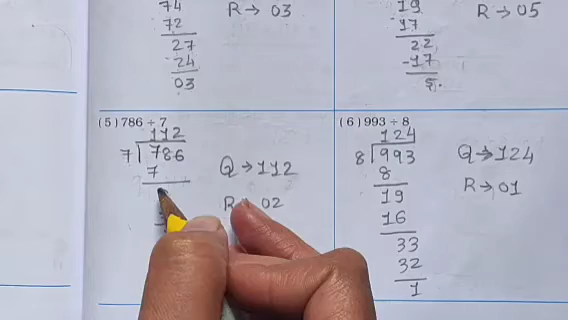 74
72
27
24
03
R → 03
19
-17
22
-17
5.
R → 05
(5) 786 ÷ 7
112
7 786
7
Q → 112
R → 02
(6) 993 ÷ 8
124
8 993
8
19
16
33
32
1
Q → 124
R → 01